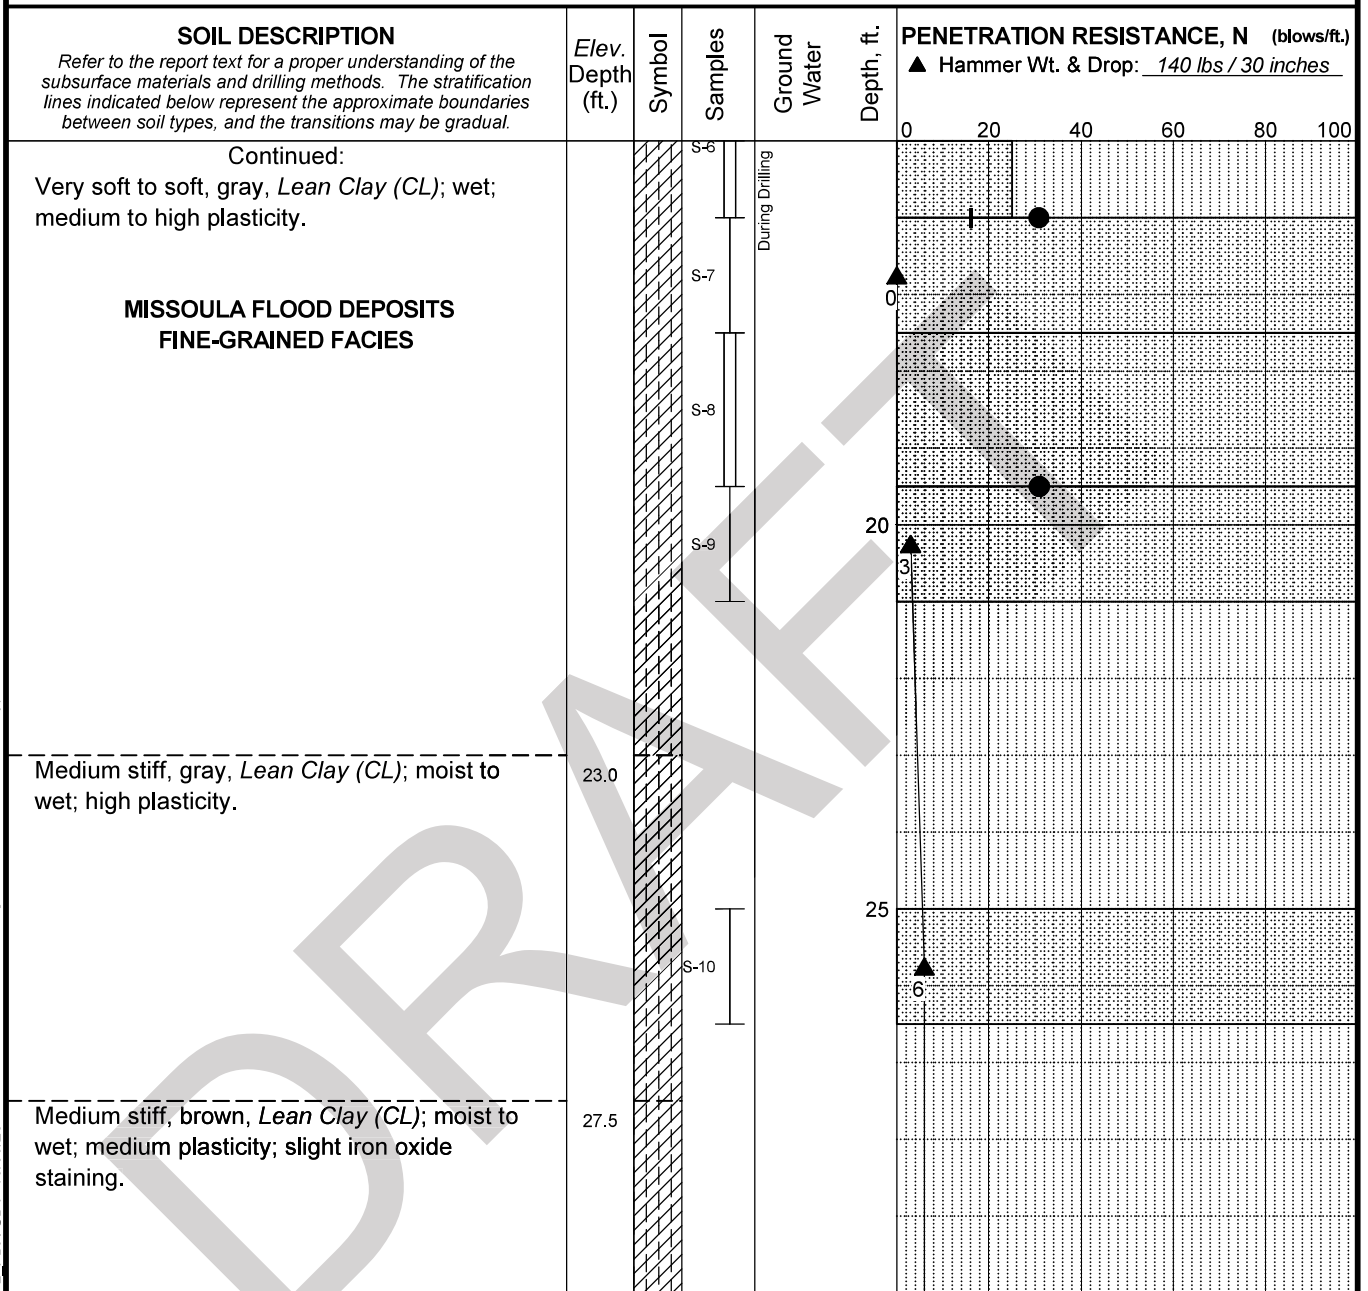 SOIL DESCRIPTION
Refer to the report text for a proper understanding of the
subsurface materials and drilling methods. The stratification
lines indicated below represent the approximate boundaries
between soil types, and the transitions may be gradual.
Elev.
Depth
(ft.)
Symbol
Samples
Ground
Water
Depth, ft.
PENETRATION RESISTANCE, N (blows/ft.)
▲ Hammer Wt. & Drop: 140 lbs / 30 inches
0 20 40 60 80 100
Continued:
Very soft to soft, gray, Lean Clay (CL); wet;
medium to high plasticity.
MISSOULA FLOOD DEPOSITS
FINE-GRAINED FACIES
S-6
During Drilling
S-7
0
S-8
20
S-9
3
Medium stiff, gray, Lean Clay (CL); moist to
wet; high plasticity.
23.0
25
S-10
6
Medium stiff, brown, Lean Clay (CL); moist to
wet; medium plasticity; slight iron oxide
staining.
27.5
DRAFT